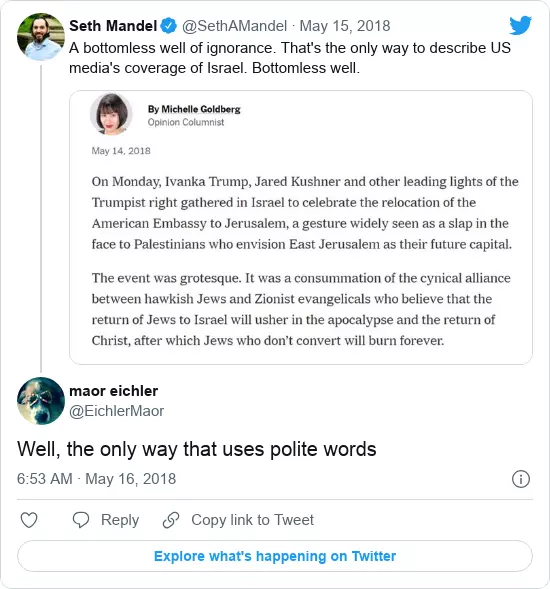 Seth Mandel @SethAMandel · May 15, 2018
A bottomless well of ignorance. That's the only way to describe US
media's coverage of Israel. Bottomless well.
By Michelle Goldberg
Opinion Columnist
May 14, 2018
On Monday, Ivanka Trump, Jared Kushner and other leading lights of the
Trumpist right gathered in Israel to celebrate the relocation of the
American Embassy to Jerusalem, a gesture widely seen as a slap in the
face to Palestinians who envision East Jerusalem as their future capital.
The event was grotesque. It was a consummation of the cynical alliance
between hawkish Jews and Zionist evangelicals who believe that the
return of Jews to Israel will usher in the apocalypse and the return of
Christ, after which Jews who don't convert will burn forever.
maor eichler
@EichlerMaor
Well, the only way that uses polite words
6:53 AM · May 16, 2018
Reply Copy link to Tweet
Explore what's happening on Twitter